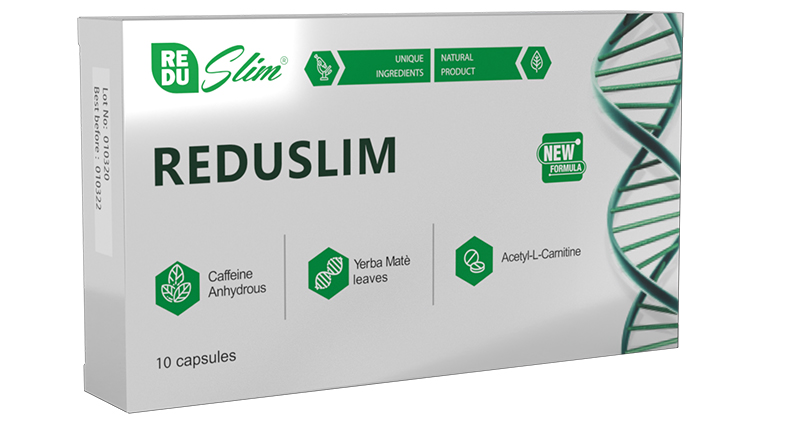 RE
DU
Slim®
UNIQUE
INGREDIENTS
NATURAL
PRODUCT
REDUSLIM
NEW
FORMULA
Caffeine
Anhydrous
Yerba Matè
leaves
Acetyl-L-Carnitine
10 capsules
Lot No: 010320
Best before : 010322